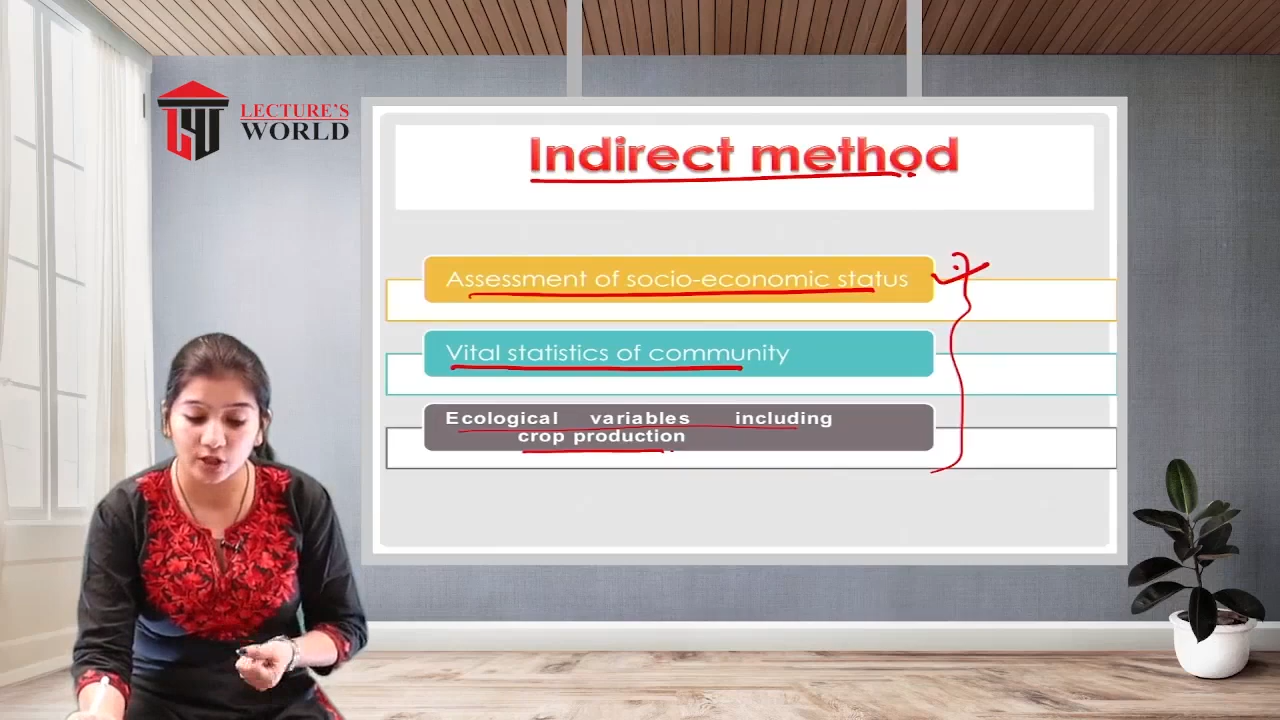 LECTURE'S
WORLD
Indirect method
Assessment of socio-economic status
Vital statistics of community
Ecological variables including
crop production